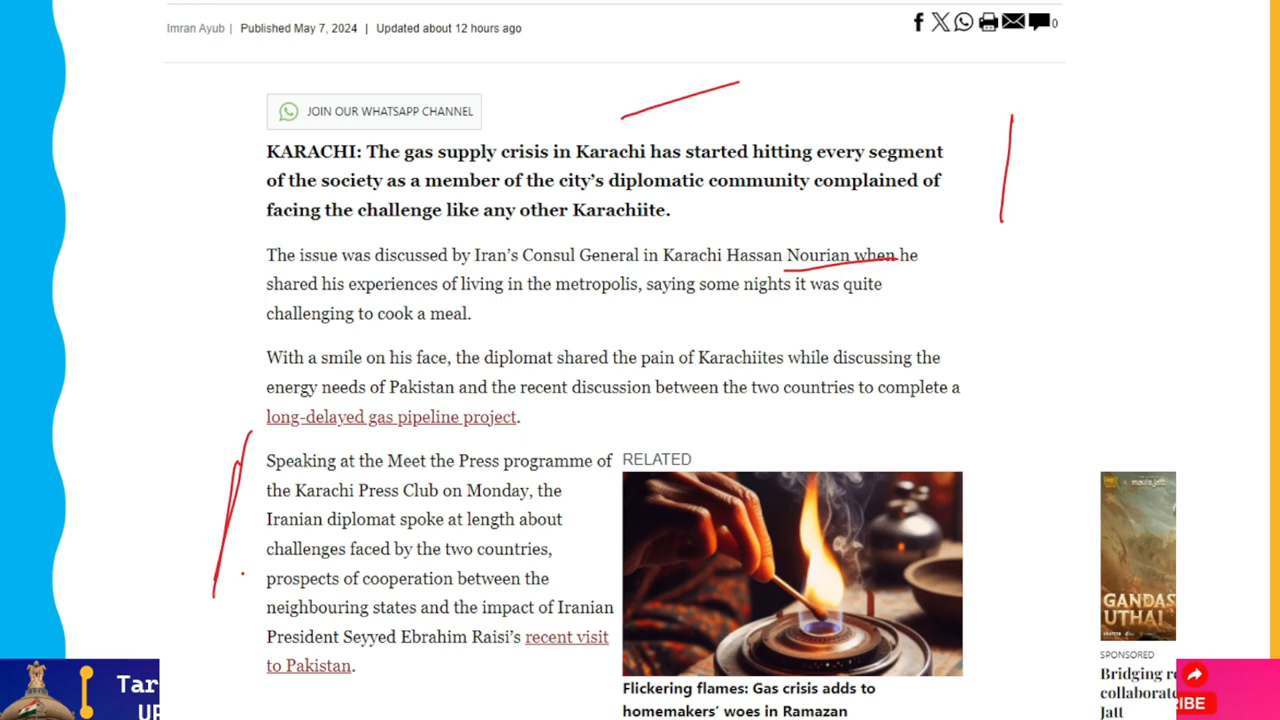 Imran Ayub | Published May 7, 2024 | Updated about 12 hours ago
0
JOIN OUR WHATSAPP CHANNEL
KARACHI: The gas supply crisis in Karachi has started hitting every segment
of the society as a member of the city's diplomatic community complained of
facing the challenge like any other Karachiite.
The issue was discussed by Iran's Consul General in Karachi Hassan Nourian when he
shared his experiences of living in the metropolis, saying some nights it was quite
challenging to cook a meal.
With a smile on his face, the diplomat shared the pain of Karachiites while discussing the
energy needs of Pakistan and the recent discussion between the two countries to complete a
long-delayed gas pipeline project.
Speaking at the Meet the Press programme of
the Karachi Press Club on Monday, the
Iranian diplomat spoke at length about
challenges faced by the two countries,
prospects of cooperation between the
neighbouring states and the impact of Iranian
President Seyyed Ebrahim Raisi's recent visit
to Pakistan.
RELATED
Flickering flames: Gas crisis adds to
homemakers' woes in Ramazan
GANDAS
UTHAI
SPONSORED
Bridging re
collaborate
Jatt
Tar
UP
RIBE